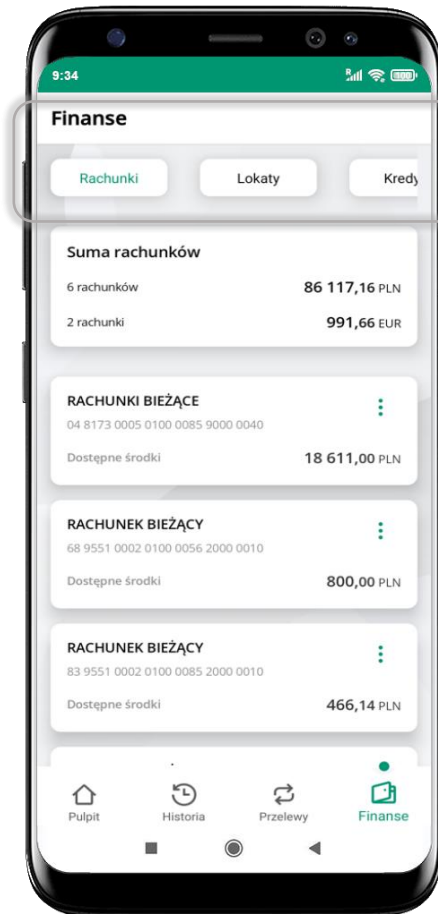 9:34
Finanse
Rachunki Lokaty Kredy
Suma rachunków
6 rachunków 86 117,16 PLN
2 rachunki 991,66 EUR
RACHUNKI BIEŻĄCE
04 8173 0005 0100 0085 9000 0040
Dostępne środki 18 611,00 PLN
RACHUNEK BIEŻĄCY
68 9551 0002 0100 0056 2000 0010
Dostępne środki 800,00 PLN
RACHUNEK BIEŻĄCY
83 9551 0002 0100 0085 2000 0010
Dostępne środki 466,14 PLN
Pulpit Historia Przelewy Finanse